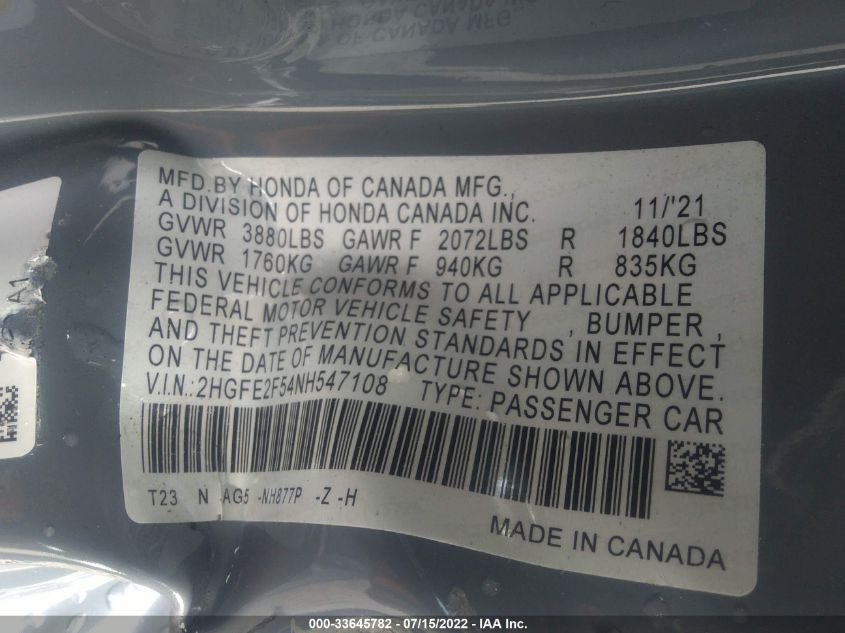 MFD.BY HONDA OF CANADA MFG.,
A DIVISION OF HONDA CANADA INC. 11/'21
GVWR 3880LBS GAWR F 2072LBS R 1840LBS
GVWR 1760KG GAWR F 940KG R 835KG
THIS VEHICLE CONFORMS TO ALL APPLICABLE
FEDERAL MOTOR VEHICLE SAFETY , BUMPER ,
AND THEFT PREVENTION STANDARDS IN EFFECT
ON THE DATE OF MANUFACTURE SHOWN ABOVE.
V.I.N.:2HGFE2F54NH547108 TYPE: PASSENGER CAR
T23 N AG5 -NH877P -Z -H
MADE IN CANADA
000-33645782 - 07/15/2022 - IAA Inc.